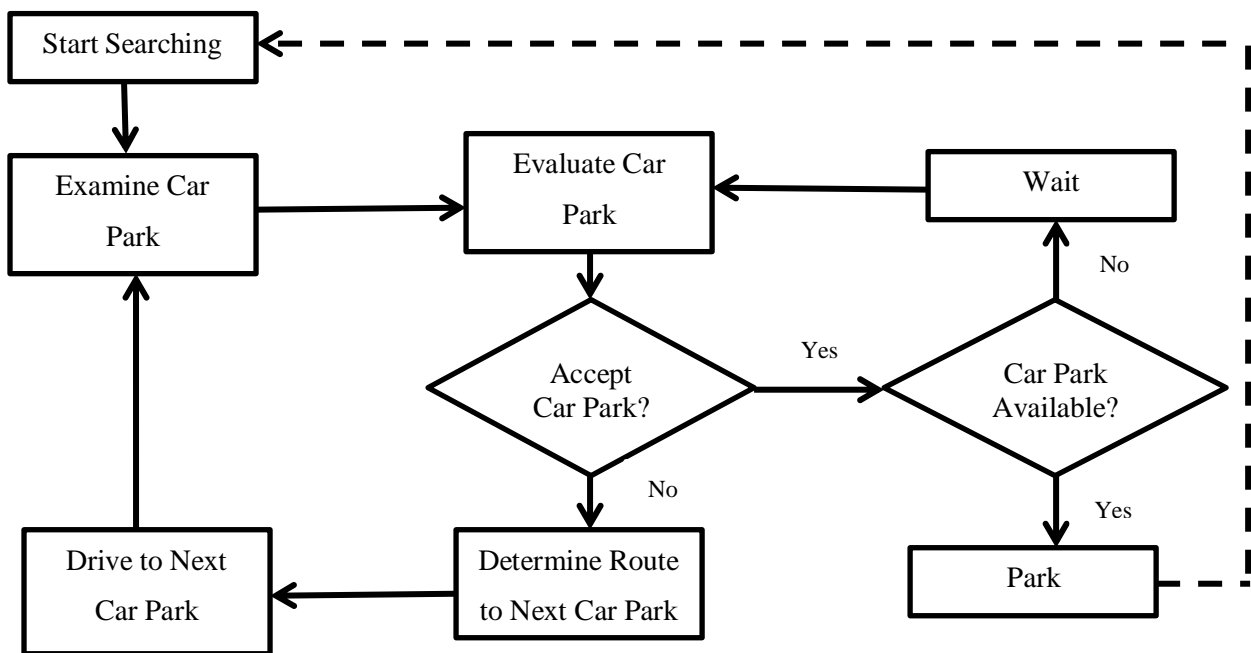 Start Searching
Examine Car
Park
Evaluate Car
Park
Wait
No
Yes
Accept
Car Park?
Car Park
Available?
No
Yes
Drive to Next
Car Park
Determine Route
to Next Car Park
Park